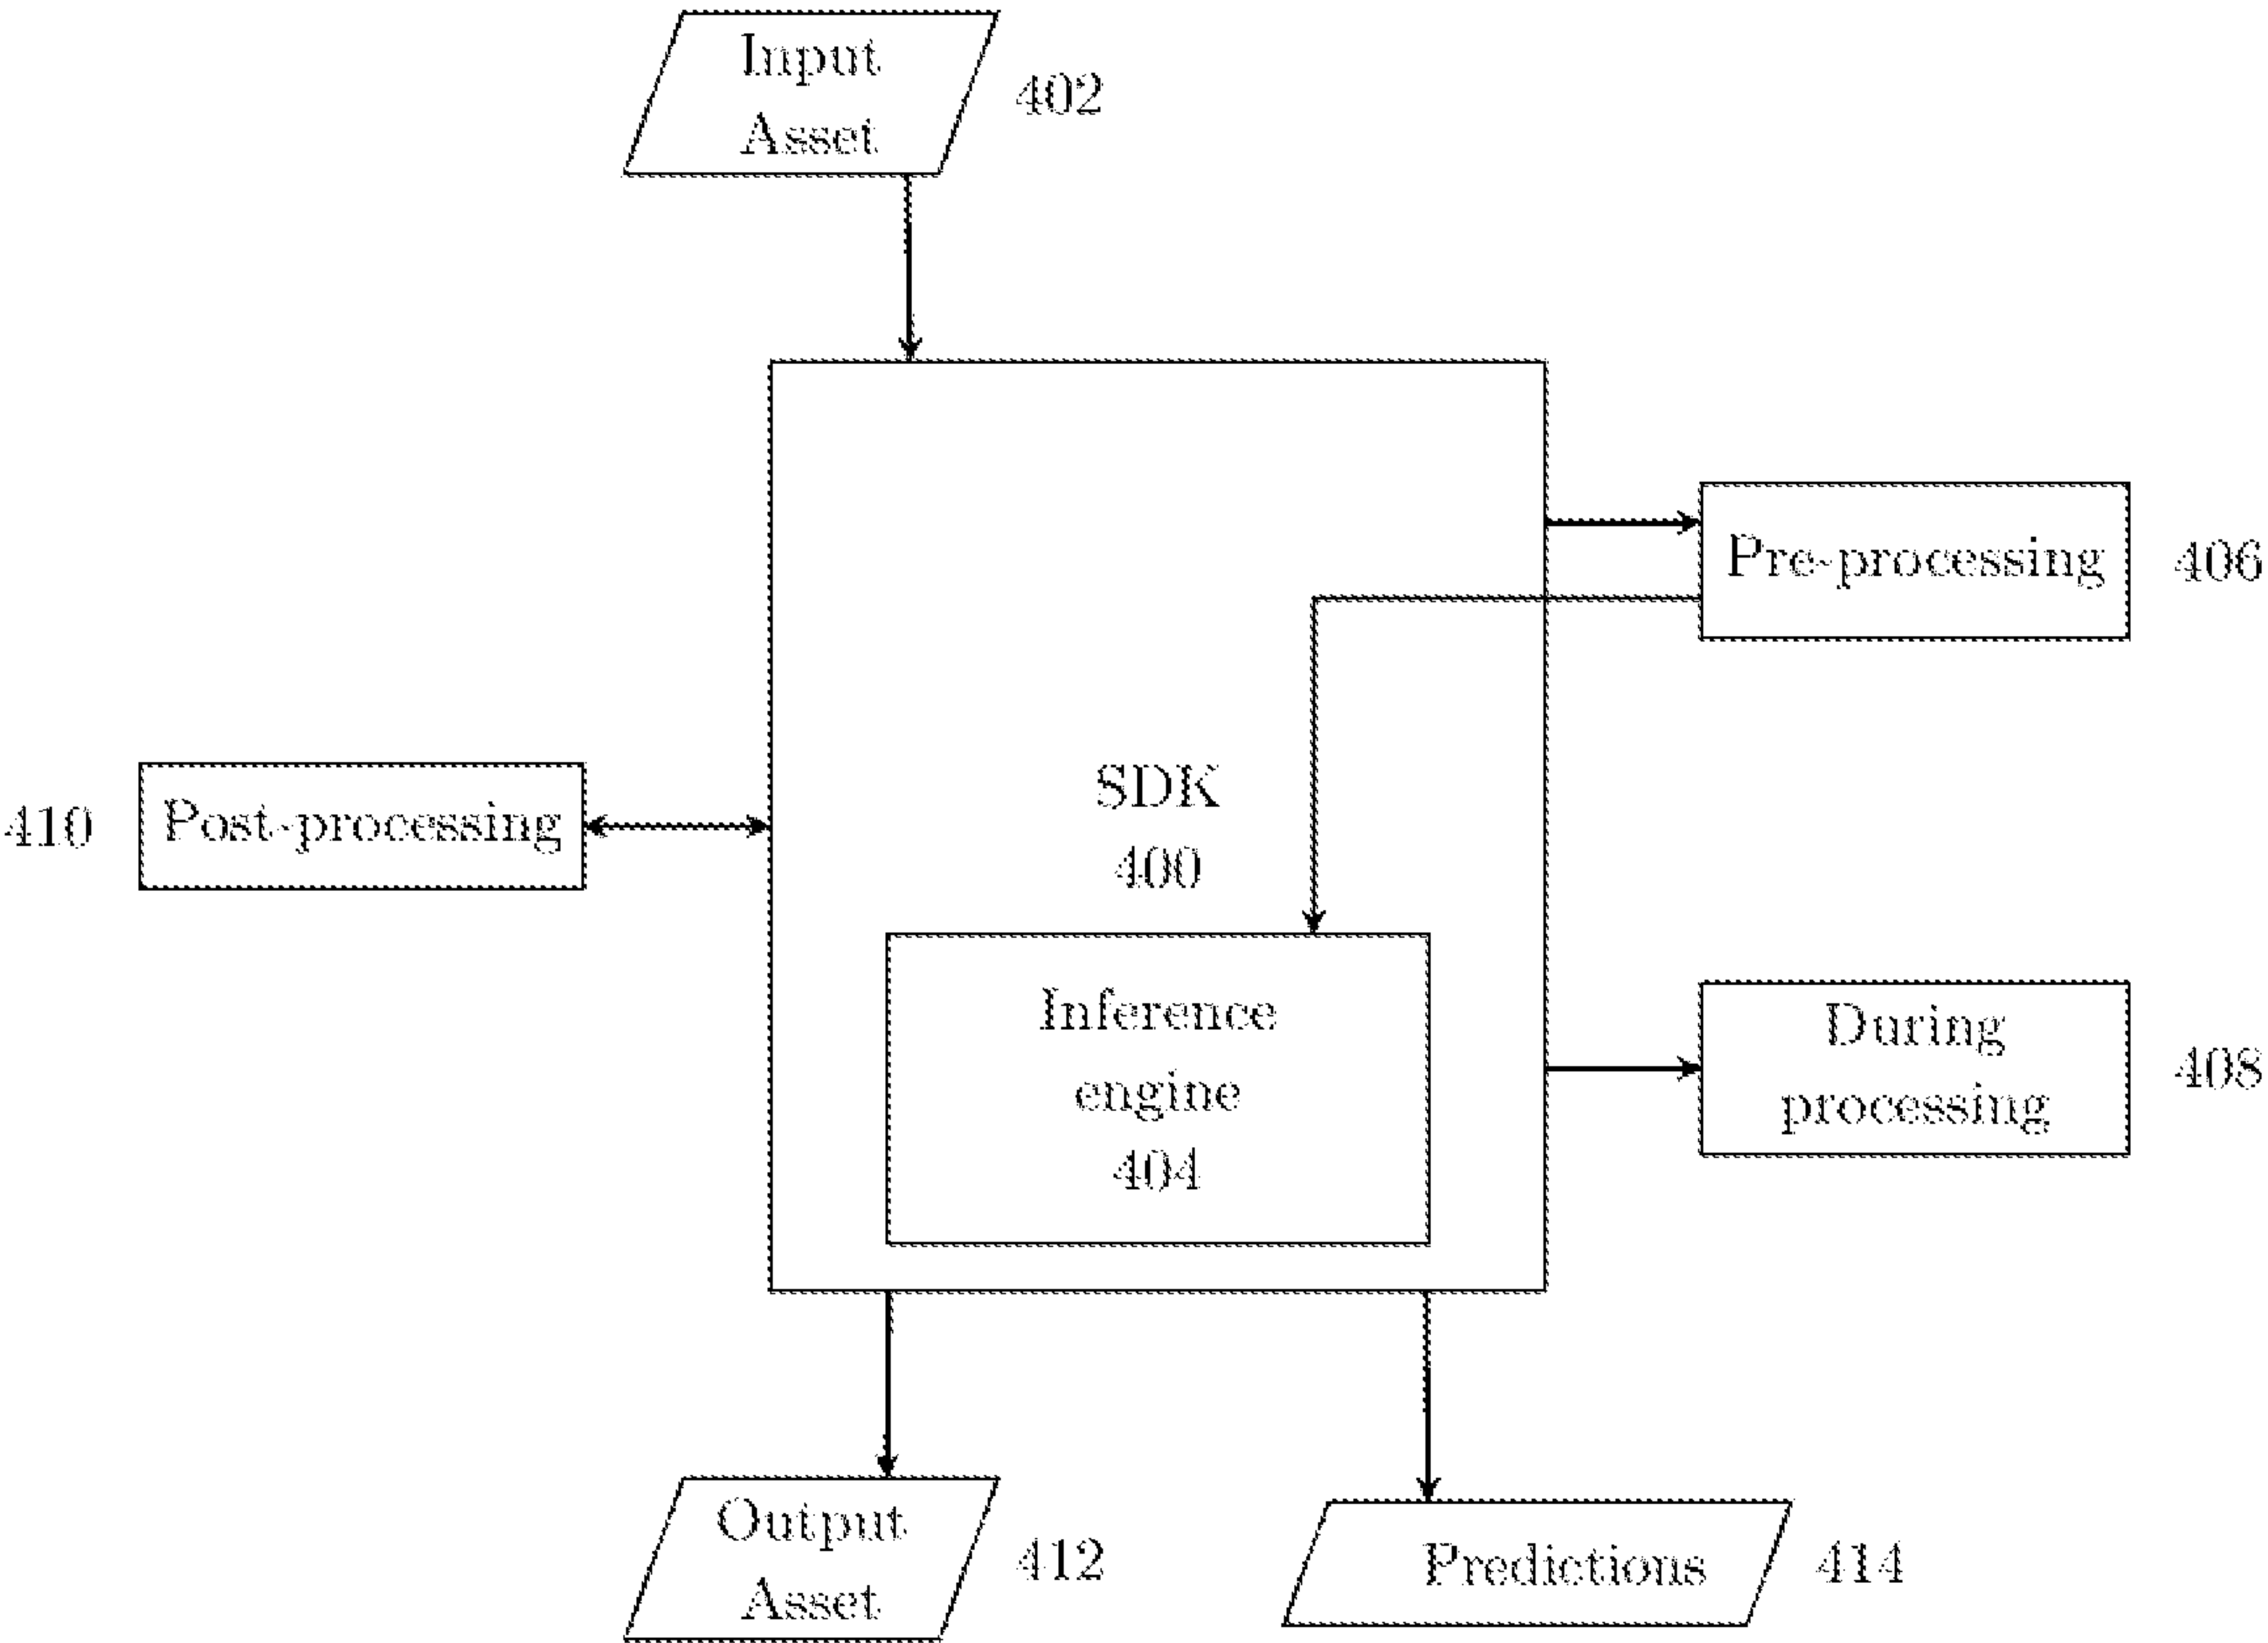 Input
Asset
402
Pre-processing
406
SDK
400
410
Post-processing
Inference
engine
404
During
processing
408
Output
Asset
412
Predictions
414